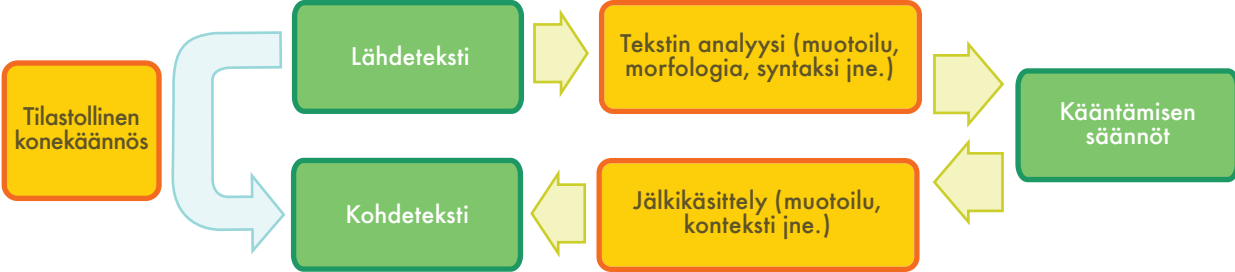 Tilastollinen
konekäännös
Lähdeteksti
Tekstin analyysi (muotoilu,
morfologia, syntaksi jne.)
Kääntämisen
säännöt
Jälkikäsittely (muotoilu,
konteksti jne.)
Kohdeteksti